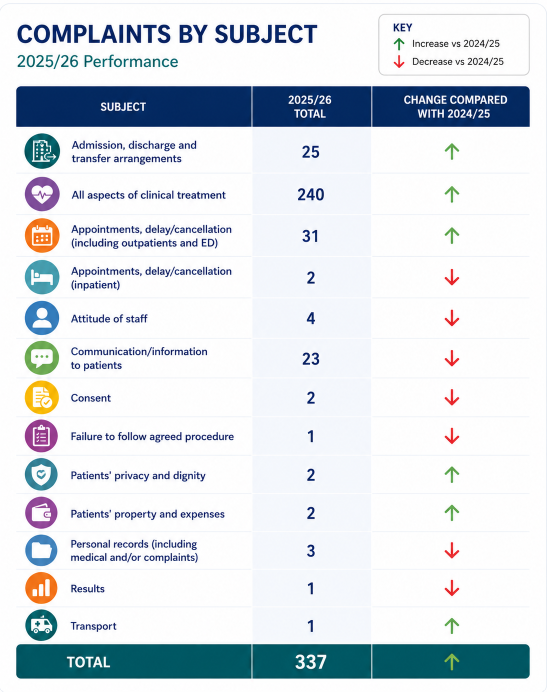 COMPLAINTS BY SUBJECT
2025/26 Performance
KEY
↑ Increase vs 2024/25
↓ Decrease vs 2024/25
SUBJECT
2025/26
TOTAL
CHANGE COMPARED
WITH 2024/25
Admission, discharge and
transfer arrangements
25 ↑
All aspects of clinical treatment 240 ↑
Appointments, delay/cancellation
(including outpatients and ED)
31 ↑
Appointments, delay/cancellation
(inpatient)
2 ↓
Attitude of staff 4 ↓
Communication/information
to patients
23 ↓
Consent 2 ↓
Failure to follow agreed procedure 1 ↓
Patients' privacy and dignity 2 ↑
Patients' property and expenses 2 ↑
Personal records (including
medical and/or complaints)
3 ↓
Results 1 ↓
Transport 1 ↑
TOTAL 337 ↑